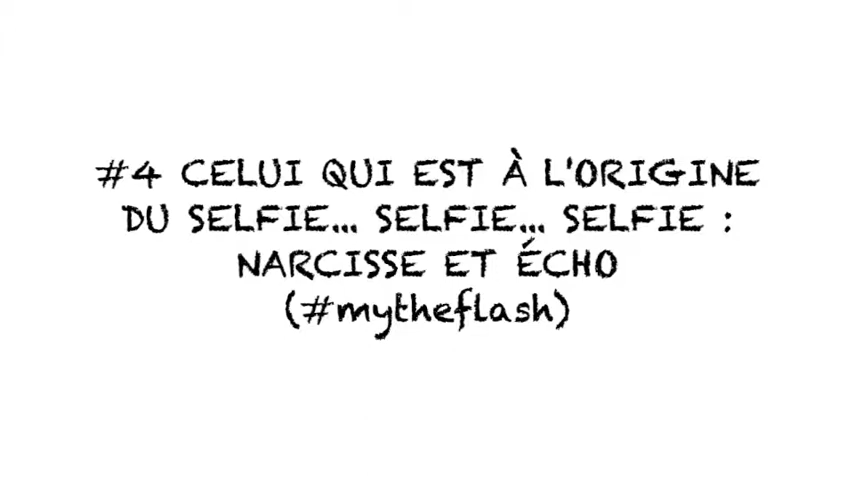 #4 CELUI QUI EST À L'ORIGINE
DU SELFIE... SELFIE... SELFIE :
NARCISSE ET ÉCHO
(#mytheflash)